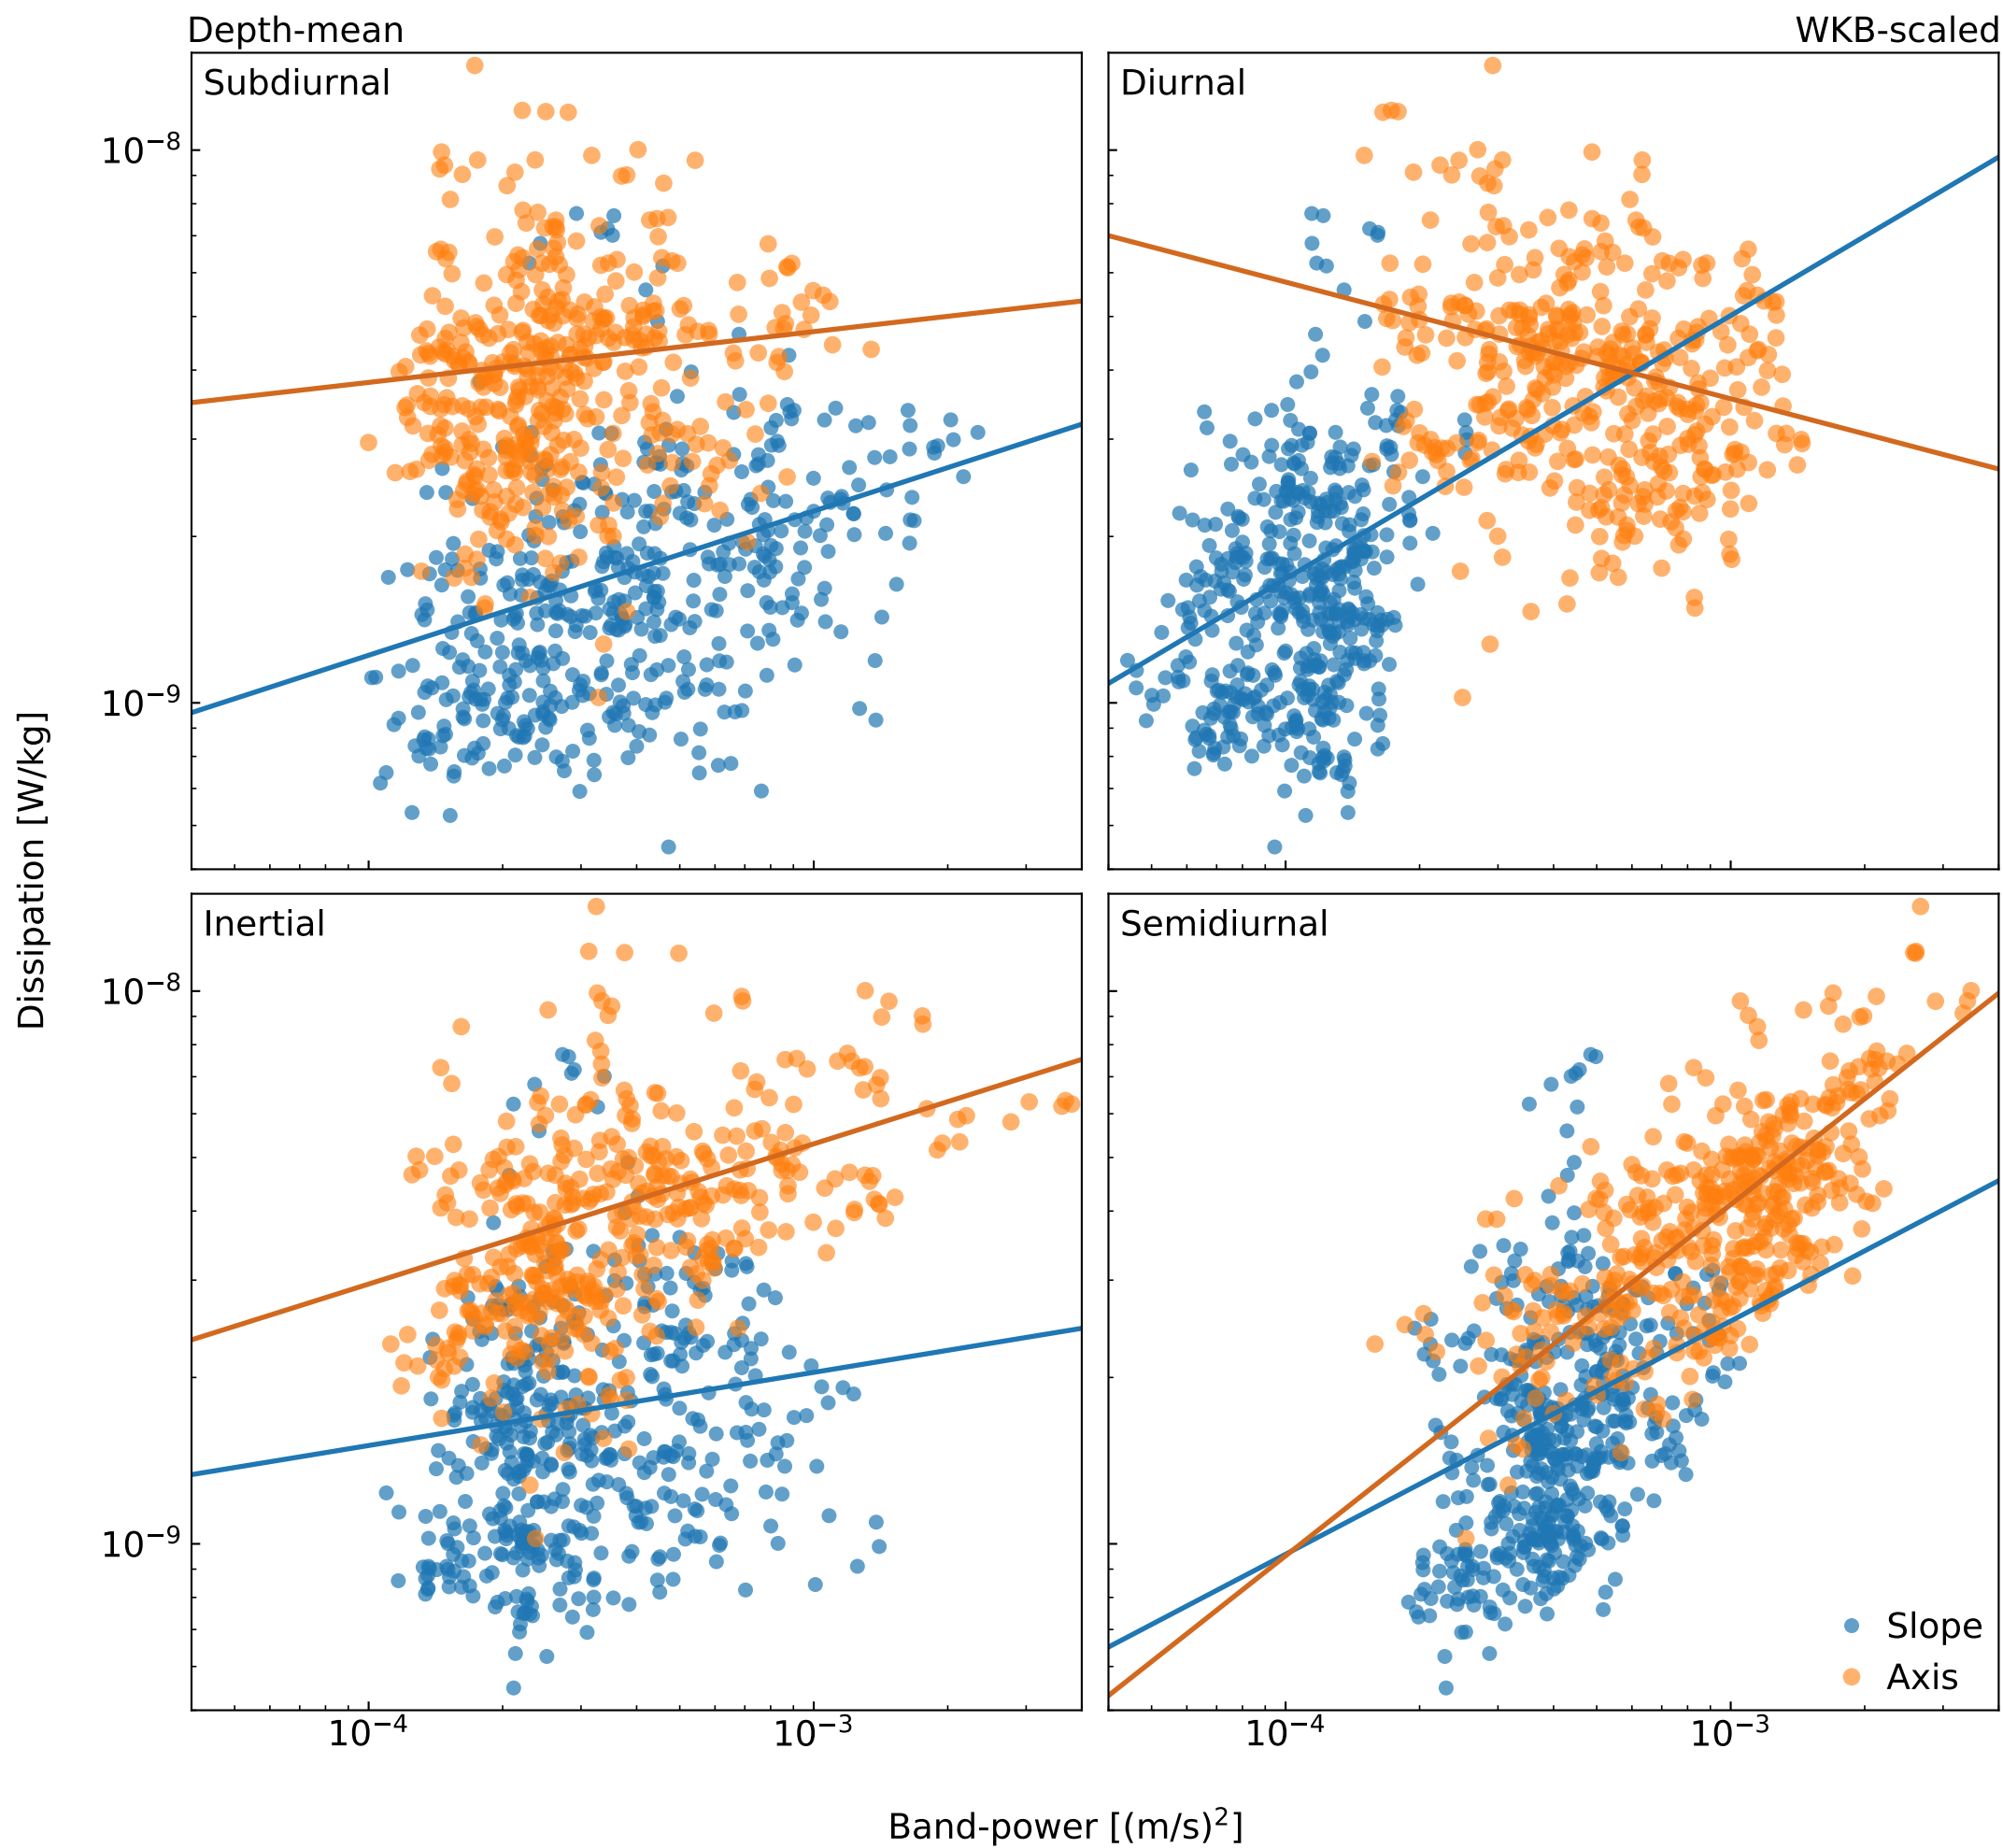 Depth-mean
WKB-scaled
Subdiurnal
Diurnal
10⁻⁸
10⁻⁹
Dissipation [W/kg]
Inertial
Semidiurnal
10⁻⁸
10⁻⁹
Slope
Axis
10⁻⁴
10⁻³
10⁻⁴
10⁻³
Band-power [(m/s)²]